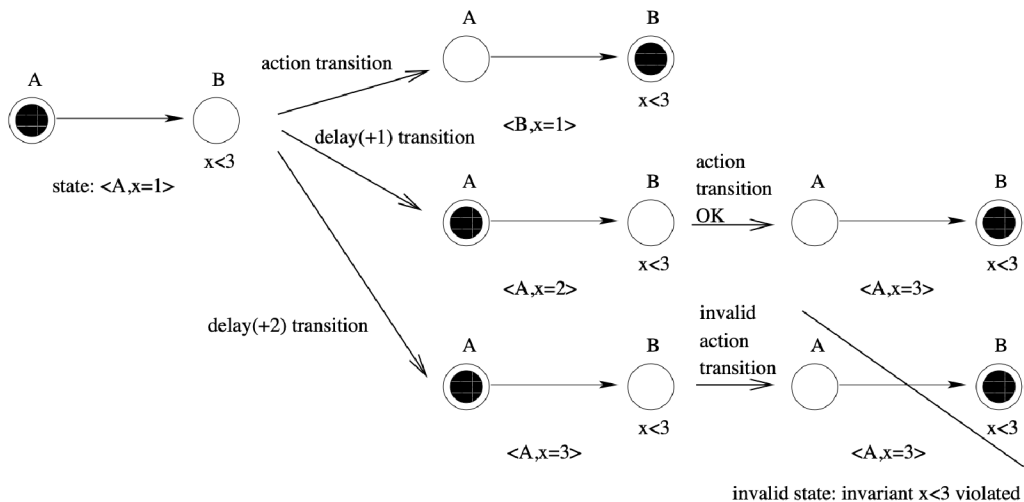 A B
action transition
A B
x<3
<B,x=1>
x<3
state: <A,x=1>
delay(+1) transition
A B
action
transition
OK
A B
x<3
x<3
<A,x=2>
<A,x=3>
delay(+2) transition
A B
invalid
action
transition
A B
x<3
x<3
<A,x=3>
<A,x=3>
invalid state: invariant x<3 violated